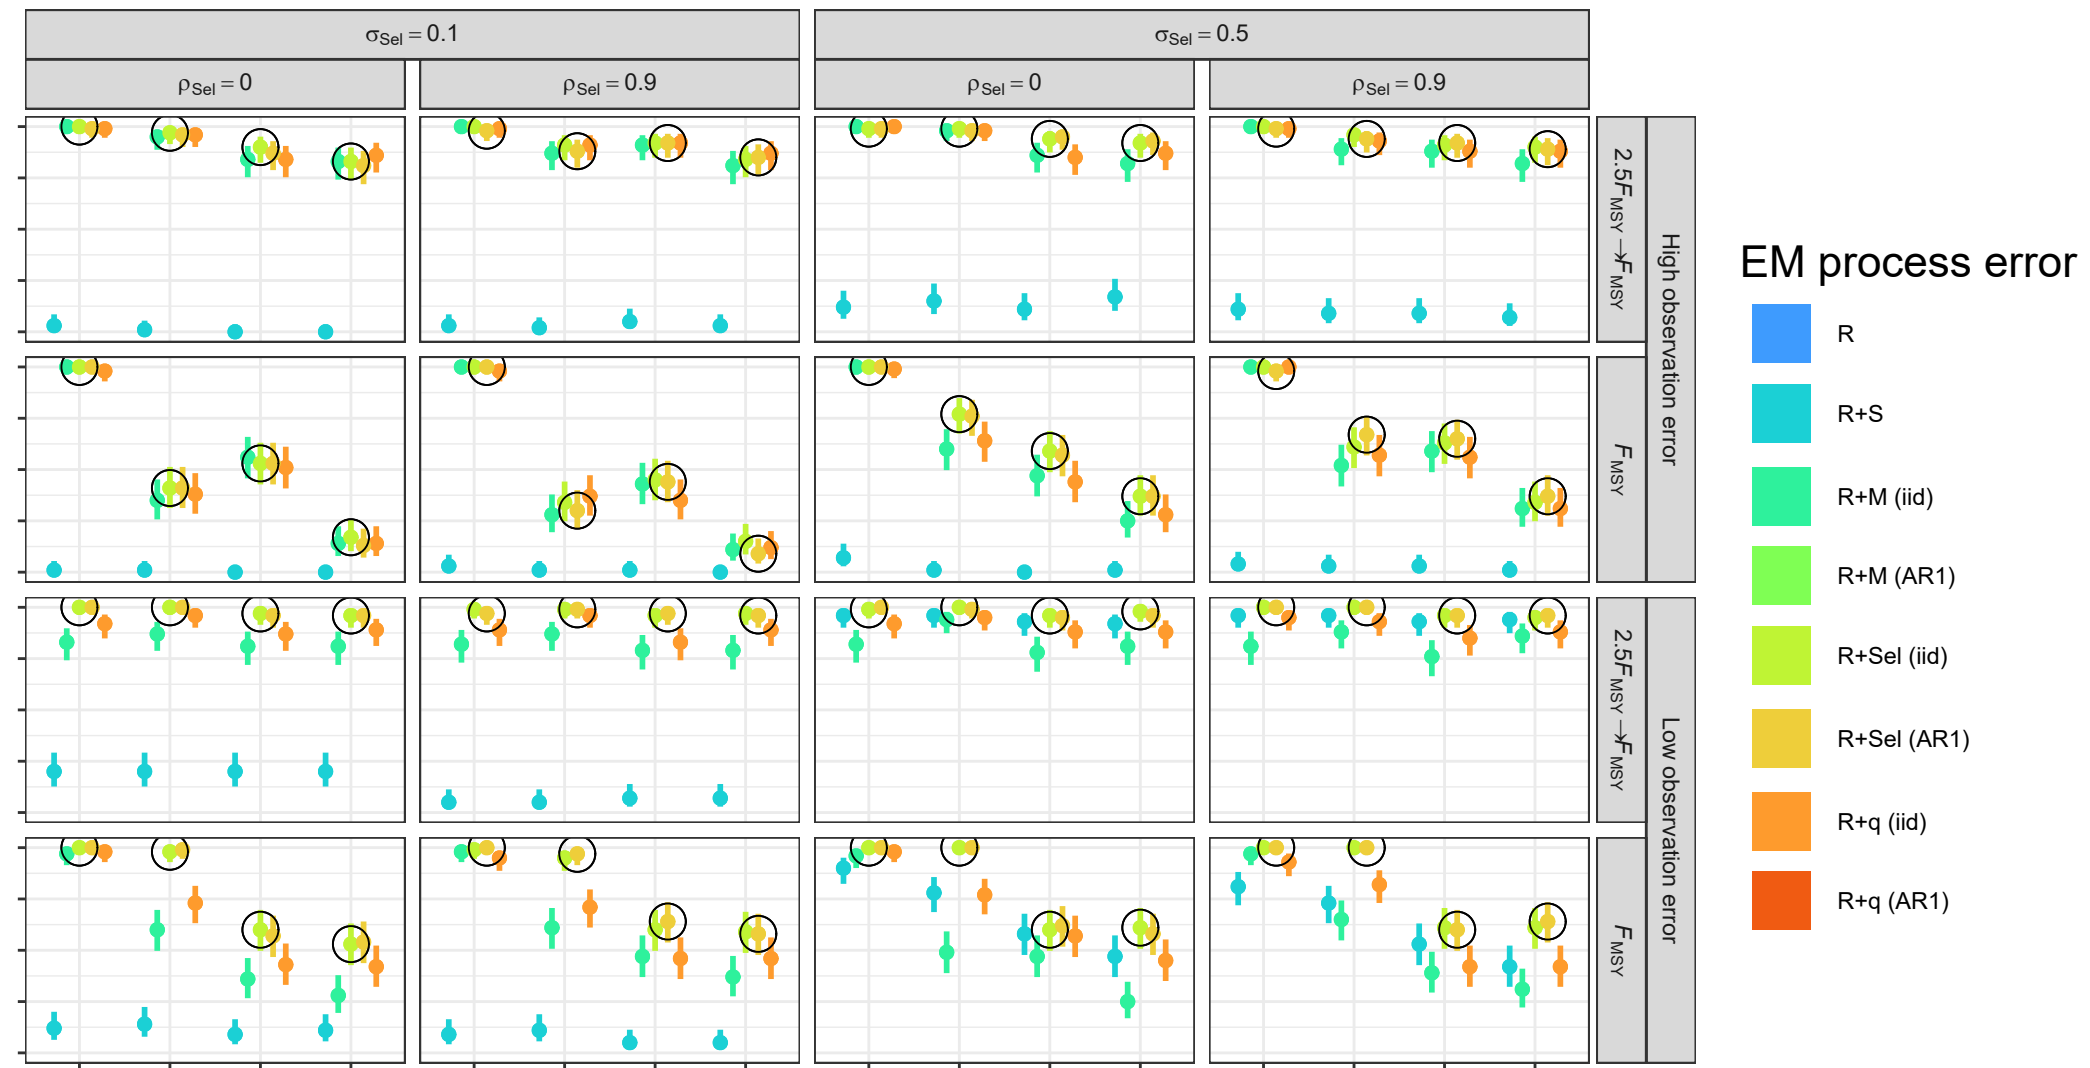 σSel = 0.1
σSel = 0.5
ρSel = 0
ρSel = 0.9
ρSel = 0
ρSel = 0.9
2.5FMSY→FMSY
FMSY
2.5FMSY→FMSY
FMSY
High observation error
Low observation error
EM process error
R
R+S
R+M (iid)
R+M (AR1)
R+Sel (iid)
R+Sel (AR1)
R+q (iid)
R+q (AR1)